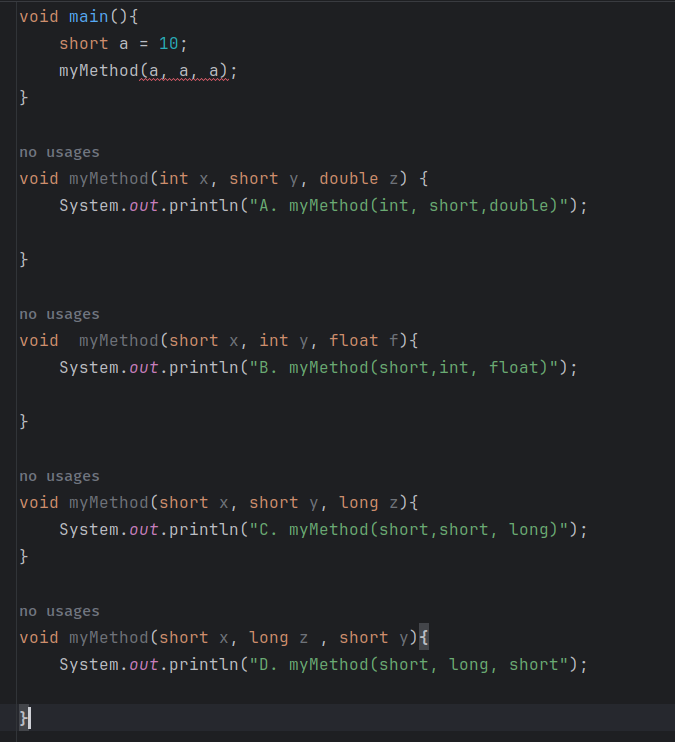 void main(){
    short a = 10;
    myMethod(a, a, a);
}
no usages
void myMethod(int x, short y, double z) {
    System.out.println("A. myMethod(int, short,double)");
}
no usages
void  myMethod(short x, int y, float f){
    System.out.println("B. myMethod(short,int, float)");
}
no usages
void myMethod(short x, short y, long z){
    System.out.println("C. myMethod(short,short, long)");
}
no usages
void myMethod(short x, long z , short y){
    System.out.println("D. myMethod(short, long, short");
}